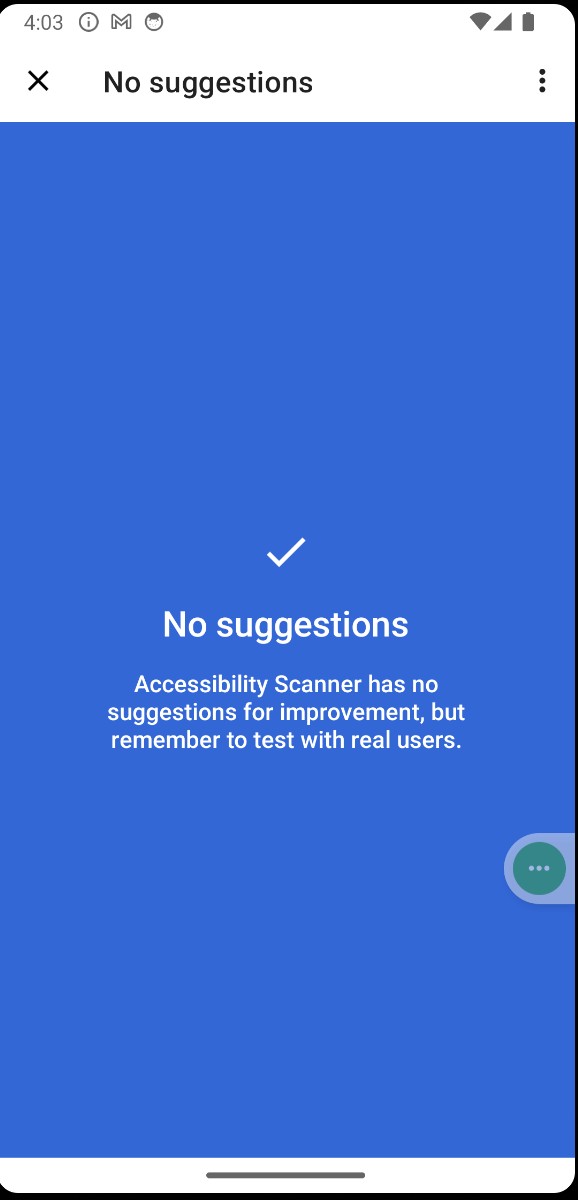 4:03
No suggestions
No suggestions
Accessibility Scanner has no
suggestions for improvement, but
remember to test with real users.